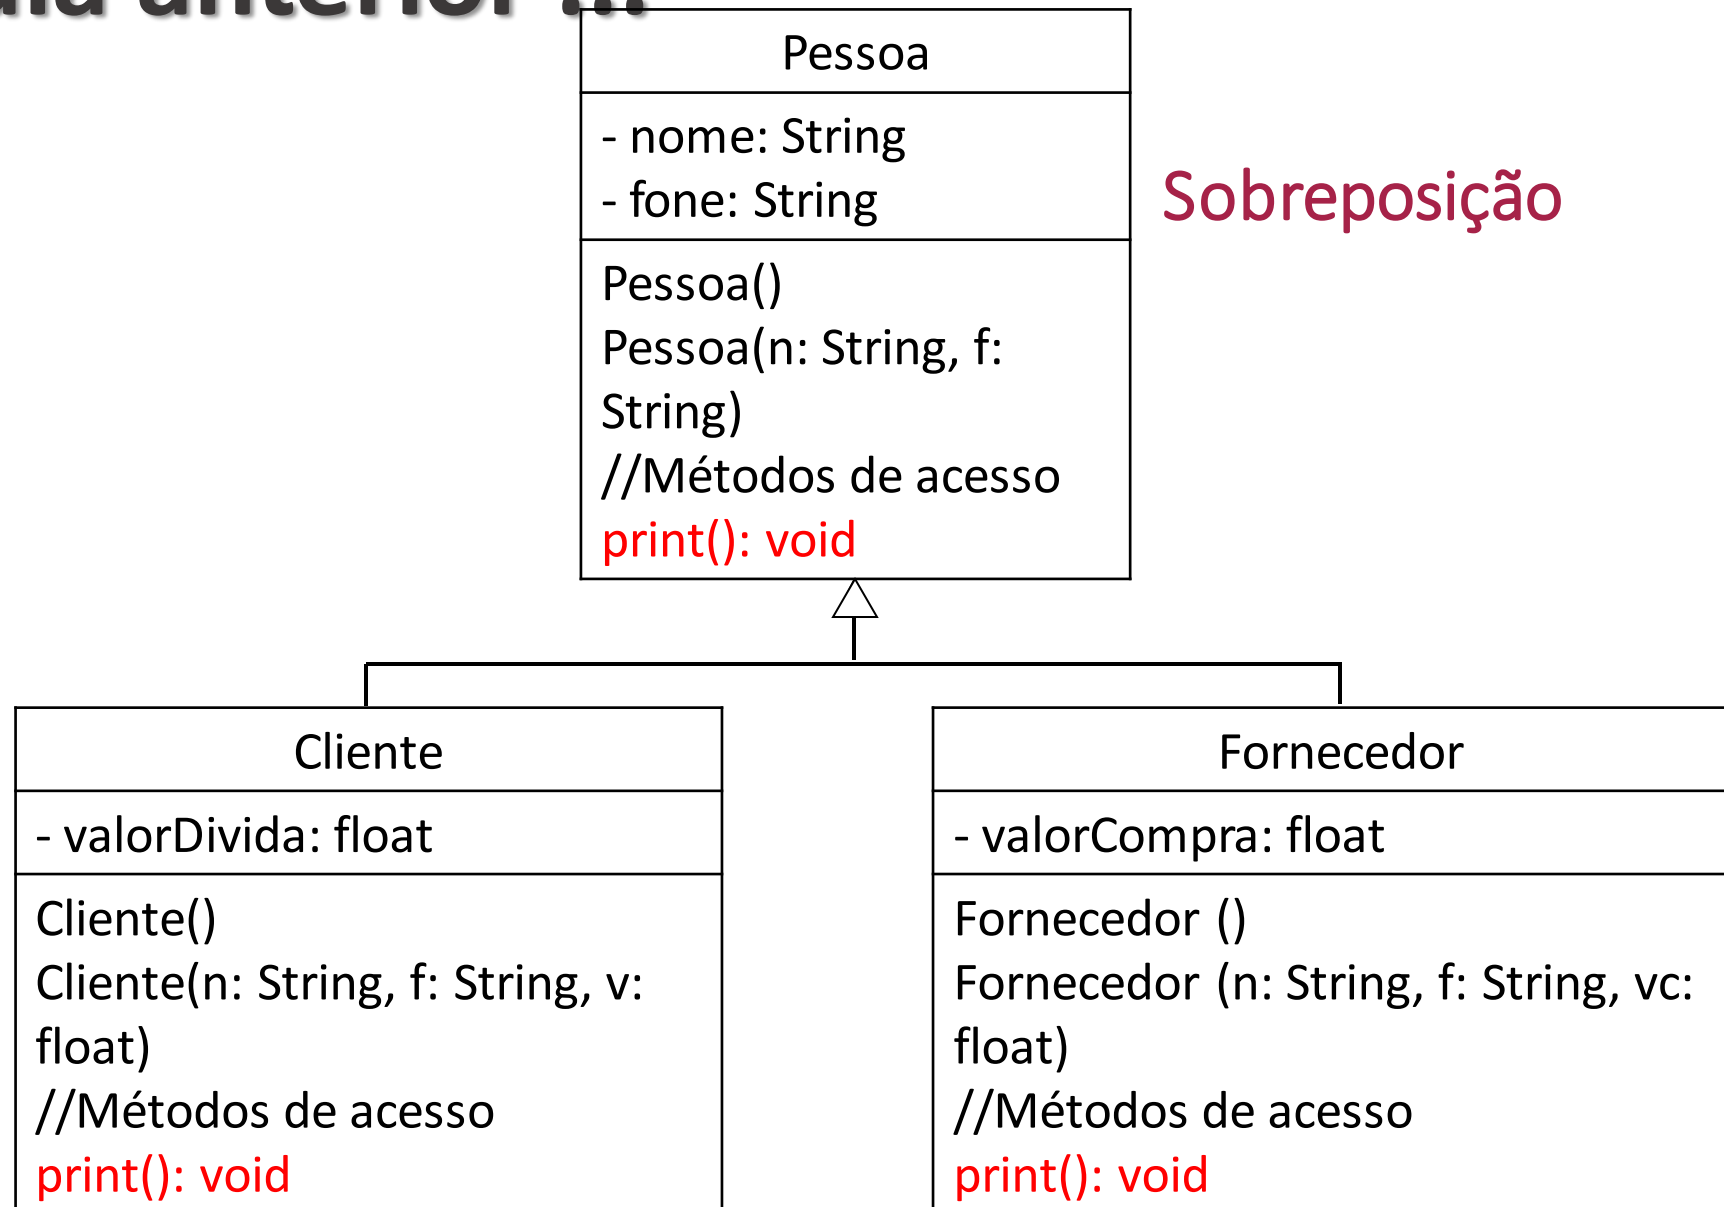 anterior ...
Pessoa
- nome: String
- fone: String
Sobreposição
Pessoa()
Pessoa(n: String, f:
String)
//Métodos de acesso
print(): void
Cliente
- valorDivida: float
Cliente()
Cliente(n: String, f: String, v:
float)
//Métodos de acesso
print(): void
Fornecedor
- valorCompra: float
Fornecedor ()
Fornecedor (n: String, f: String, vc:
float)
//Métodos de acesso
print(): void